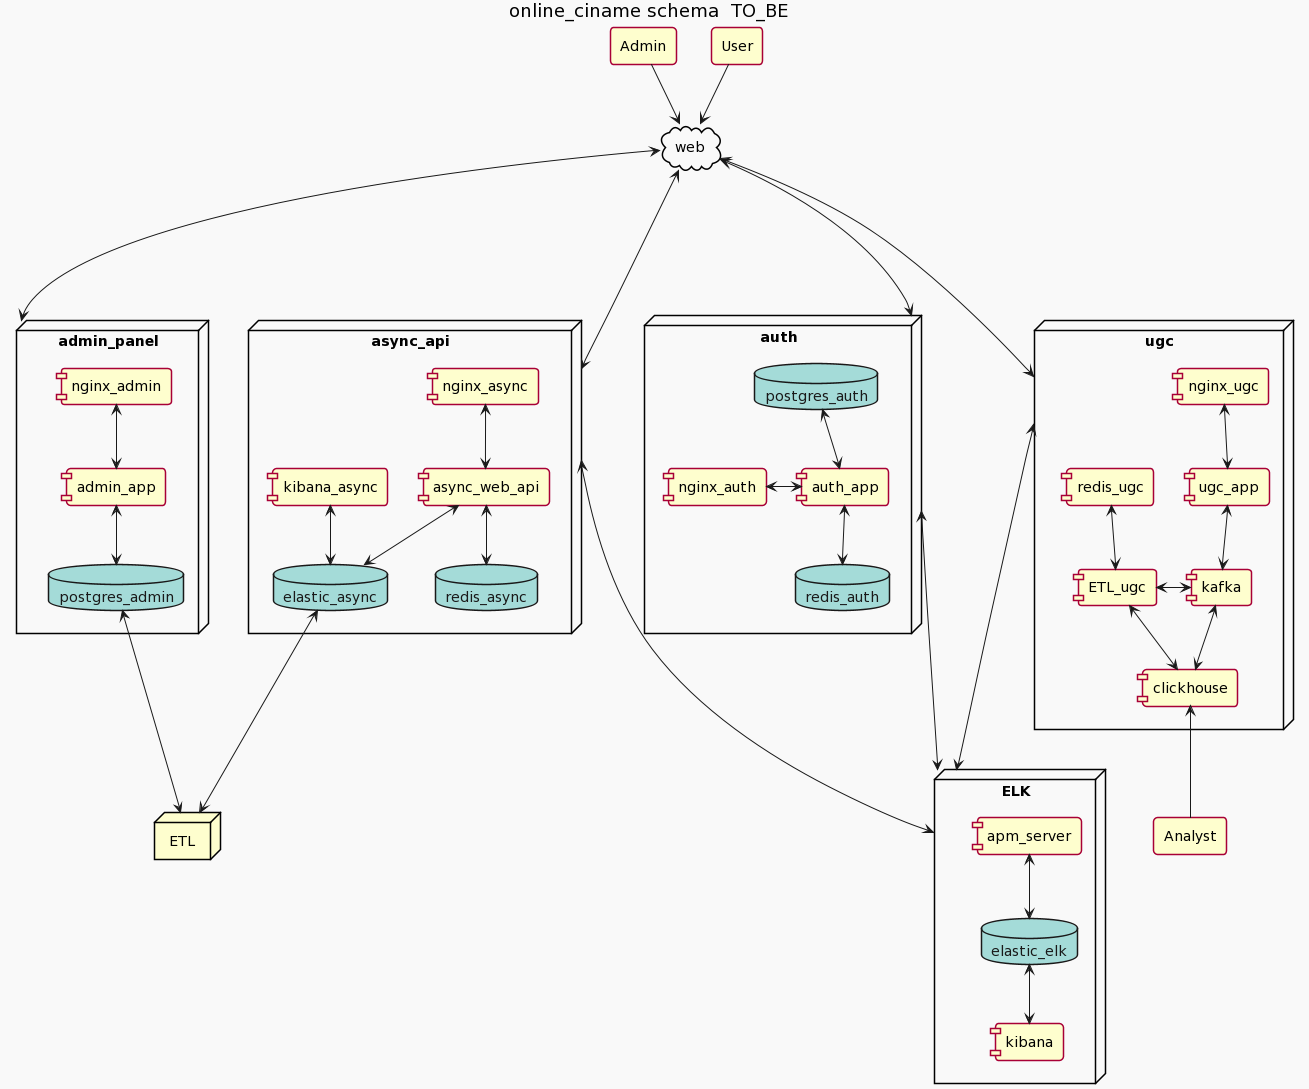 online_ciname schema  TO_BE
Admin
User
web
admin_panel
nginx_admin
admin_app
postgres_admin
async_api
nginx_async
kibana_async
async_web_api
elastic_async
redis_async
auth
postgres_auth
nginx_auth
auth_app
redis_auth
ugc
nginx_ugc
redis_ugc
ugc_app
ETL_ugc
kafka
clickhouse
ETL
ELK
apm_server
elastic_elk
kibana
Analyst